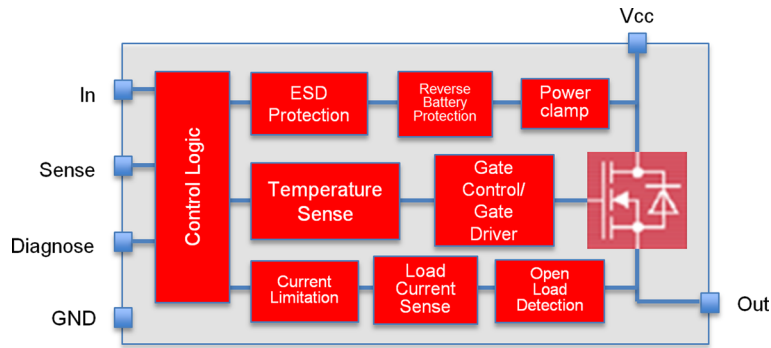 Vcc
In
Sense
Diagnose
GND
Control Logic
ESD
Protection
Reverse
Battery
Protection
Power
clamp
Temperature
Sense
Gate
Control/
Gate
Driver
Current
Limitation
Load
Current
Sense
Open
Load
Detection
Out